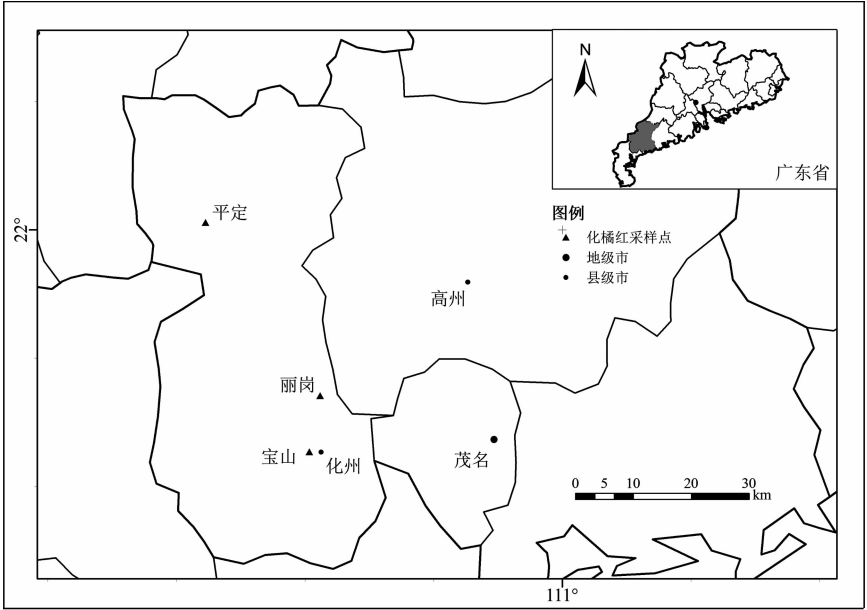 N
广东省
平定
22°
图例
化橘红采样点
地级市
县级市
高州
丽岗
宝山
化州
茂名
0 5 10 20 30
km
111°